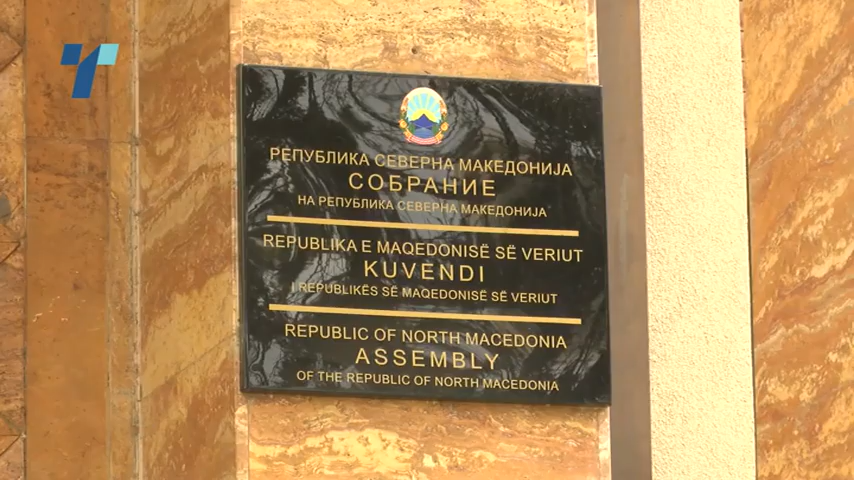 РЕПУБЛИКА СЕВЕРНА МАКЕДОНИЈА
СОБРАНИЕ
НА РЕПУБЛИКА СЕВЕРНА МАКЕДОНИЈА
REPUBLIKA E MAQEDONISË SË VERIUT
KUVENDI
I REPUBLIKËS SË MAQEDONISË SË VERIUT
REPUBLIC OF NORTH MACEDONIA
ASSEMBLY
OF THE REPUBLIC OF NORTH MACEDONIA